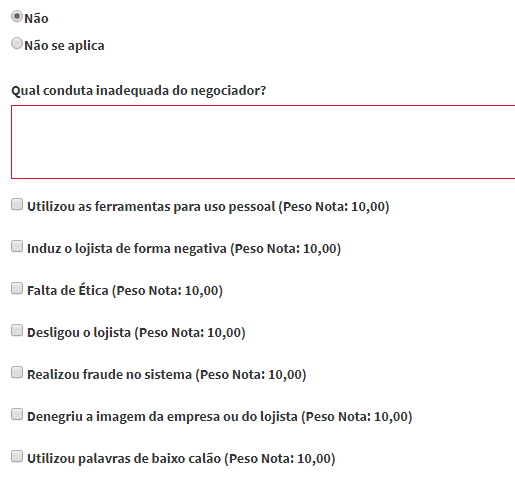 Não
Não se aplica
Qual conduta inadequada do negociador?
Utilizou as ferramentas para uso pessoal (Peso Nota: 10,00)
Induz o lojista de forma negativa (Peso Nota: 10,00)
Falta de Ética (Peso Nota: 10,00)
Desligou o lojista (Peso Nota: 10,00)
Realizou fraude no sistema (Peso Nota: 10,00)
Denegriu a imagem da empresa ou do lojista (Peso Nota: 10,00)
Utilizou palavras de baixo calão (Peso Nota: 10,00)